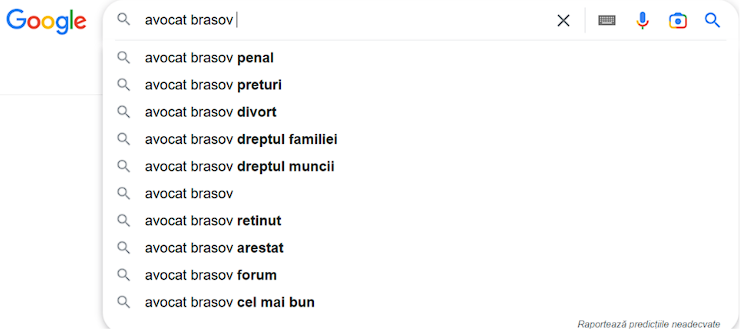 Google
avocat brasov
avocat brasov penal
avocat brasov preturi
avocat brasov divort
avocat brasov dreptul familiei
avocat brasov dreptul muncii
avocat brasov
avocat brasov retinut
avocat brasov arestat
avocat brasov forum
avocat brasov cel mai bun
Raportează predicțiile neadecvate